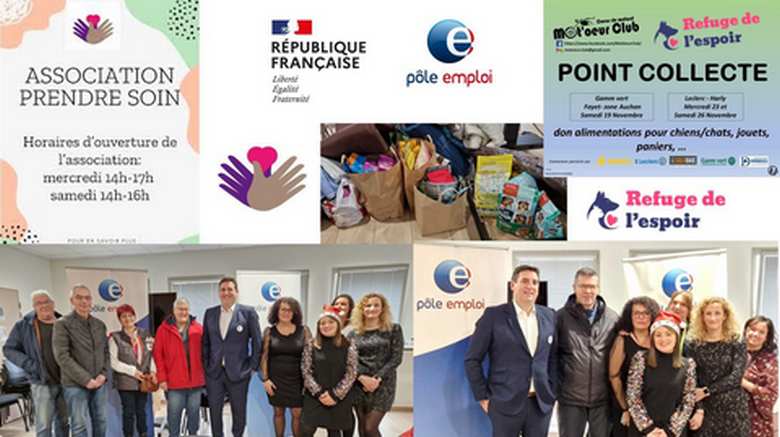 ASSOCIATION
PRENDRE SOIN
Horaires d'ouverture de
l'association:
mercredi 14h-17h
samedi 14h-16h
POUR EN SAVOIR PLUS
RÉPUBLIQUE
FRANÇAISE
Liberté
Égalité
Fraternité
pôle emploi
Mot'oeur Club
Refuge de
l'espoir
POINT COLLECTE
Gamm vert
Fayet- zone Auchan
Samedi 19 Novembre
Leclerc - Harly
Mercredi 23 et
Samedi 26 Novembre
don alimentations pour chiens/chats, jouets,
paniers, ...
Refuge de
l'espoir
pôle emploi
pôle emploi
pôle emploi